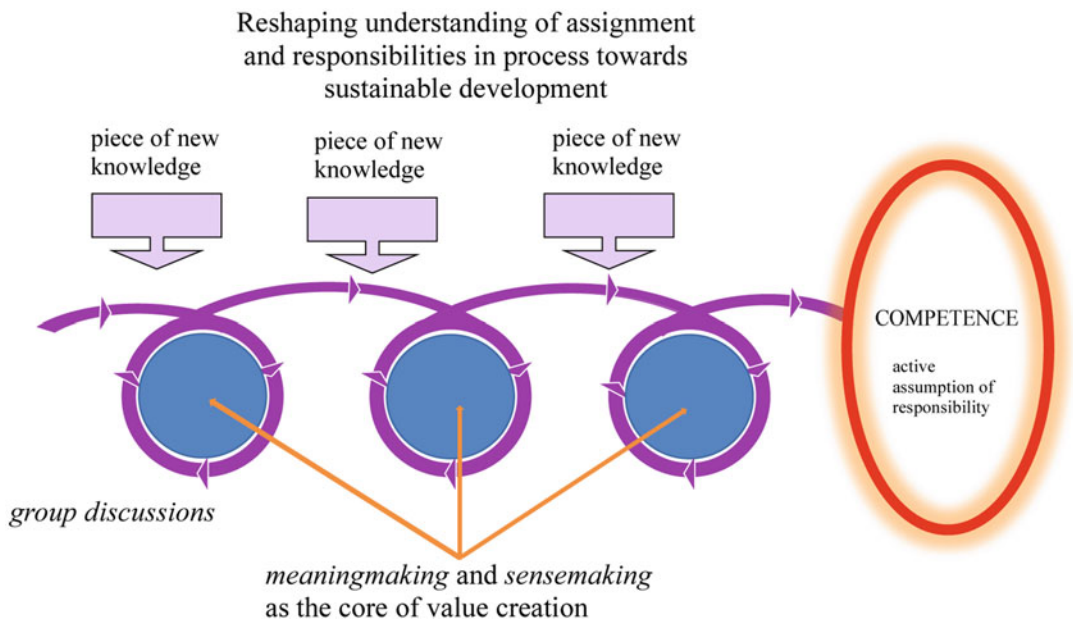 Reshaping understanding of assignment
and responsibilities in process towards
sustainable development
piece of new
knowledge
piece of new
knowledge
piece of new
knowledge
COMPETENCE
active
assumption of
responsibility
group discussions
meaningmaking and sensemaking
as the core of value creation